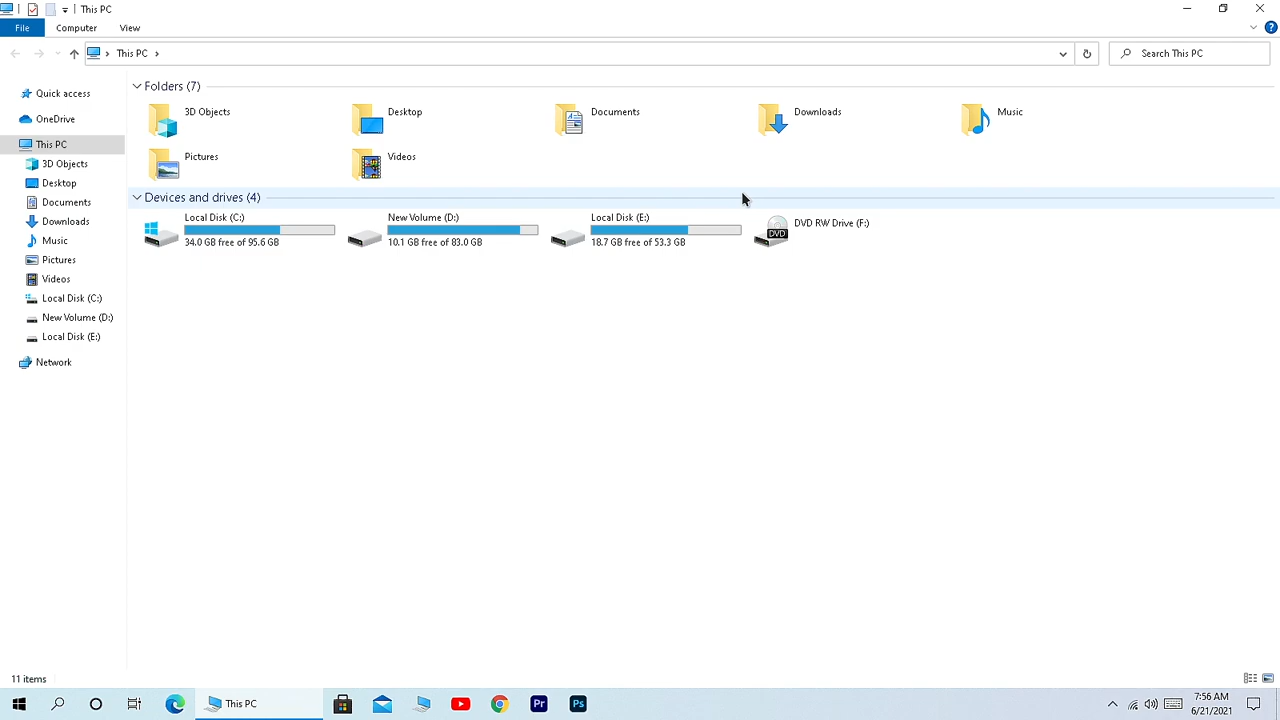 This PC
File Computer View
This PC
Search This PC
Quick access
OneDrive
This PC
3D Objects
Desktop
Documents
Downloads
Music
Pictures
Videos
Local Disk (C:)
New Volume (D:)
Local Disk (E:)
Network
Folders (7)
3D Objects
Desktop
Documents
Downloads
Music
Pictures
Videos
Devices and drives (4)
Local Disk (C:)
34.0 GB free of 95.6 GB
New Volume (D:)
10.1 GB free of 83.0 GB
Local Disk (E:)
18.7 GB free of 53.3 GB
DVD
DVD RW Drive (F:)
11 items
This PC
Pr
Ps
7:56 AM
6/21/2021